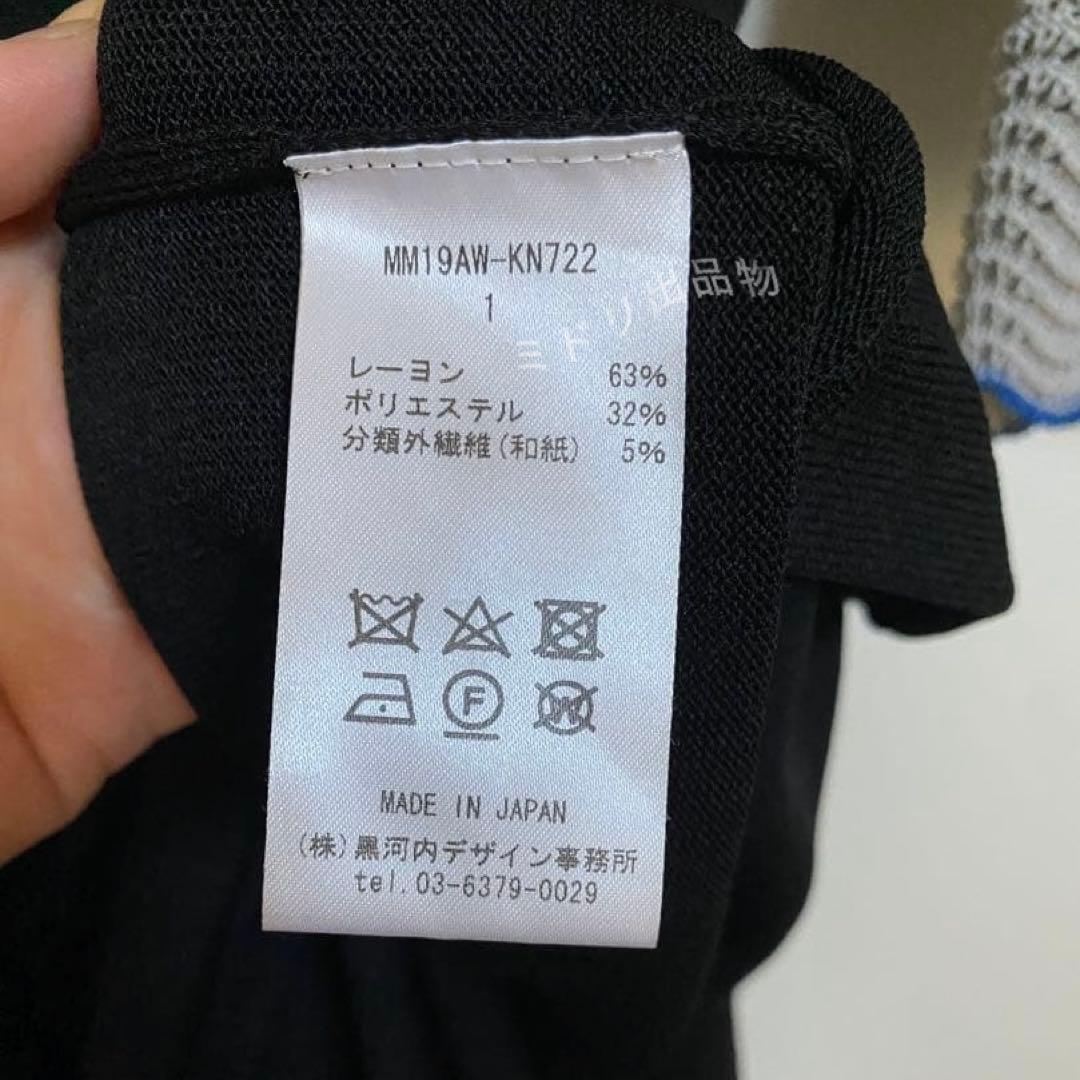 MM19AW-KN722
1
ミドリ出品物
レーヨン 63%
ポリエステル 32%
分類外繊維(和紙) 5%
F
W
MADE IN JAPAN
(株)黒河内デザイン事務所
tel.03-6379-0029